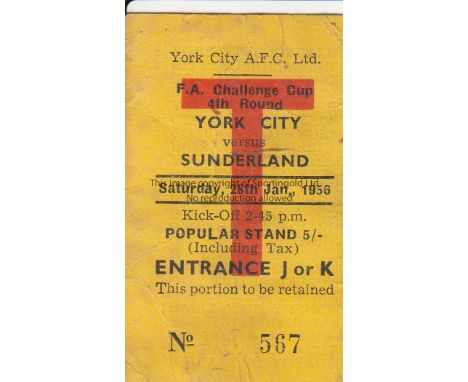 York City A.F.C. Ltd.
F.A. Challenge Cup
4th Round
T
YORK CITY
versus
SUNDERLAND
This image is copyright of Sportingold Ltd.
Saturday, 28th Jan., 1956
No reproduction allowed
Kick-Off 2-45 p.m.
POPULAR STAND 5/-
(Including Tax)
ENTRANCE J or K
This portion to be retained
No 567